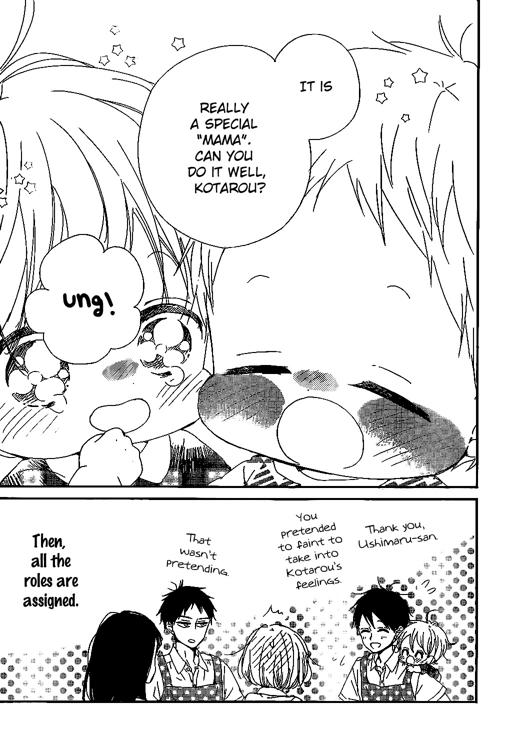 IT IS
REALLY
A SPECIAL
"MAMA".
CAN YOU
DO IT WELL,
KOTAROU?
ung!
Thank you,
Ushimaru-san.
You
pretended
to faint to
take into
Kotarou's
feelings.
That
wasn't
pretending.
Then,
all the
roles are
assigned.